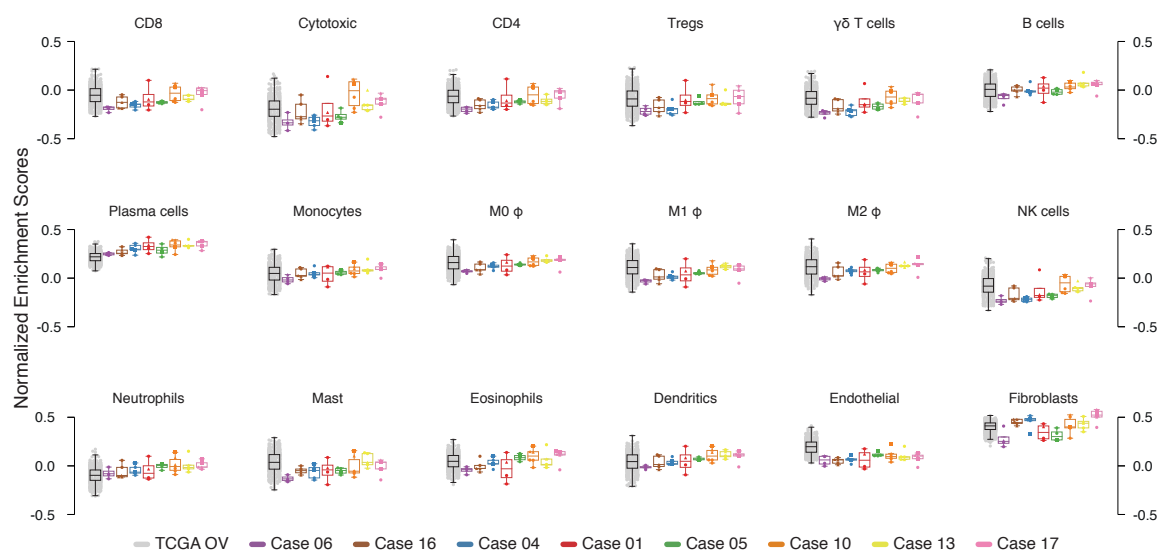 CD8 Cytotoxic CD4 Tregs γδ T cells B cells
0.5 0.5
0.0 0.0
-0.5 -0.5
Normalized Enrichment Scores
Plasma cells Monocytes M0 ϕ M1 ϕ M2 ϕ NK cells
0.5 0.5
0.0 0.0
-0.5 -0.5
Neutrophils Mast Eosinophils Dendritics Endothelial Fibroblasts
0.5 0.5
0.0 0.0
-0.5 -0.5
TCGA OV Case 06 Case 16 Case 04 Case 01 Case 05 Case 10 Case 13 Case 17